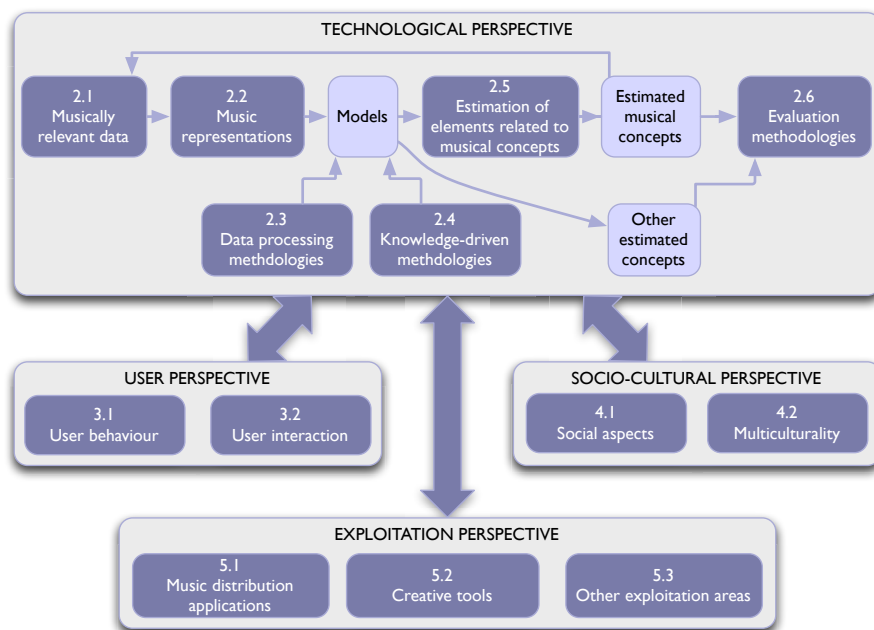 TECHNOLOGICAL PERSPECTIVE
2.1
Musically
relevant data
2.2
Music
representations
Models
2.5
Estimation of
elements related to
musical concepts
Estimated
musical
concepts
2.6
Evaluation
methodologies
2.3
Data processing
methdologies
2.4
Knowledge-driven
methdologies
Other
estimated
concepts
USER PERSPECTIVE
3.1
User behaviour
3.2
User interaction
SOCIO-CULTURAL PERSPECTIVE
4.1
Social aspects
4.2
Multiculturality
EXPLOITATION PERSPECTIVE
5.1
Music distribution
applications
5.2
Creative tools
5.3
Other exploitation areas